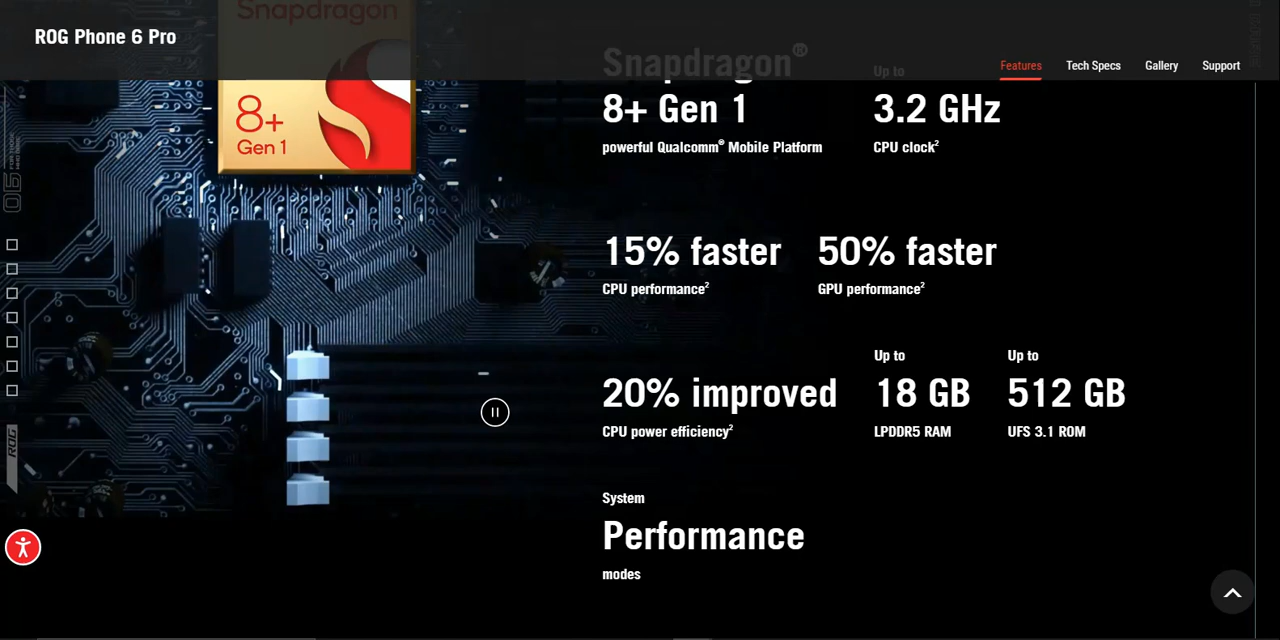 Snapdragon
ROG Phone 6 Pro
Features
Tech Specs
Gallery
Support
8+
Gen 1
Snapdragon®
8+ Gen 1
powerful Qualcomm® Mobile Platform
Up to
3.2 GHz
CPU clock²
15% faster
CPU performance²
50% faster
GPU performance²
20% improved
CPU power efficiency²
Up to
18 GB
LPDDR5 RAM
Up to
512 GB
UFS 3.1 ROM
System
Performance
modes
06
ROG